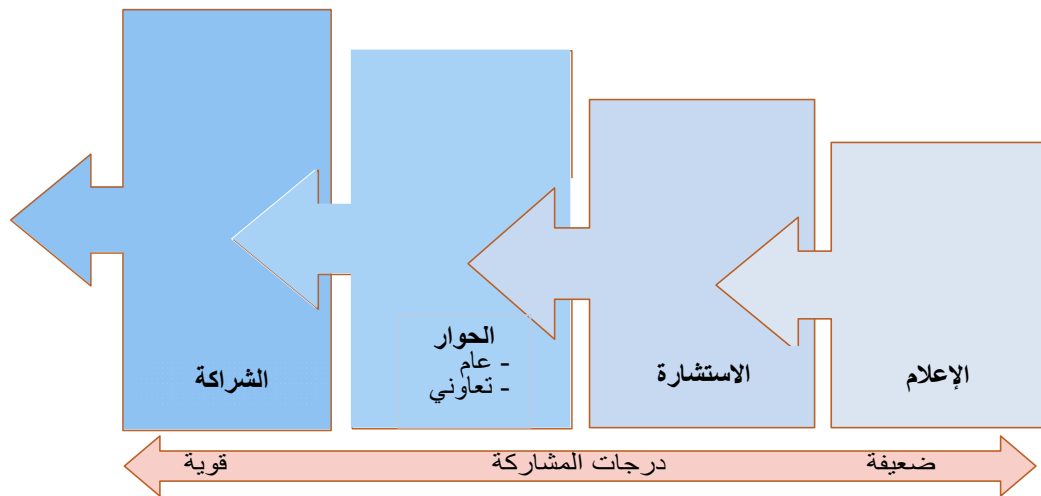 الإعلام
الاستشارة
الحوار
- عام
- تعاوني
الشراكة
ضعيفة
درجات المشاركة
قوية